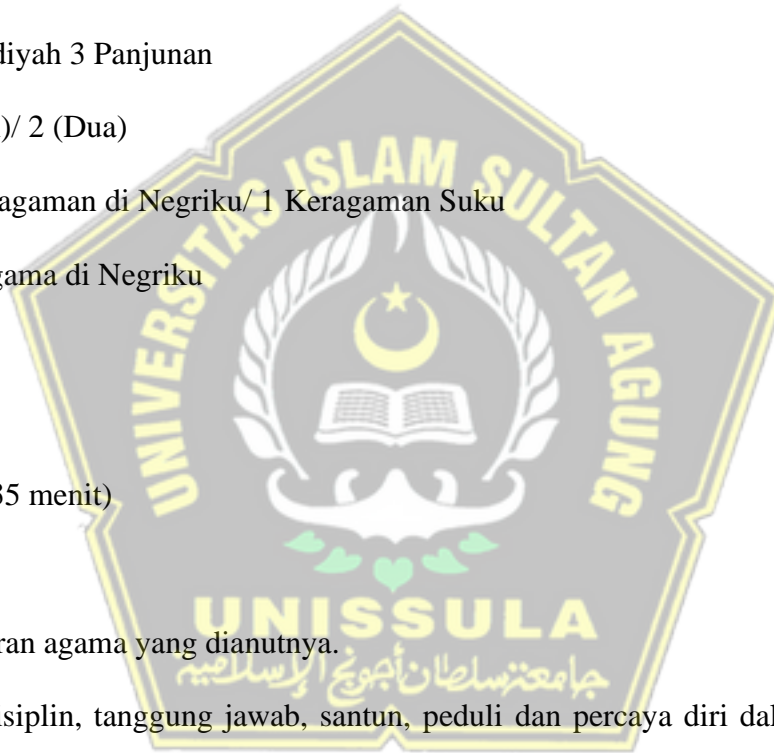 diyah 3 Panjunan
)/ 2 (Dua)
agaman di Negriku/ 1 Keragaman Suku
gama di Negriku
35 menit)
ran agama yang dianutnya.
isiplin, tanggung jawab, santun, peduli dan percaya diri dal
UNIVERSITAS ISLAM SULTAN AGUNG
UNISSULA
جامعة سلطان أجونج الإسلامية